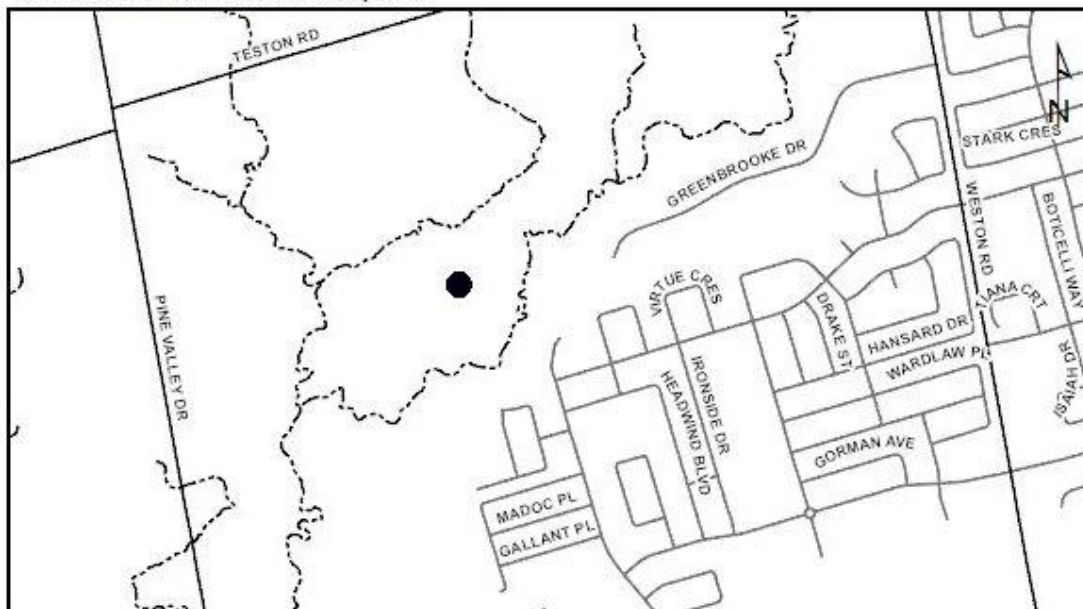 TESTON RD
N
STARK CRES
GREENBROOKE DR
WESTON RD
BOTICELLI WAY
VIRTUE CRES
TIANA CRT
PINE VALLEY DR
DRAKE ST
HANSARD DR
WARDLAW PL
ISAIAH DR
IRONSIDE DR
HEADWIND BLVD
GORMAN AVE
MADOC PL
GALLANT PL